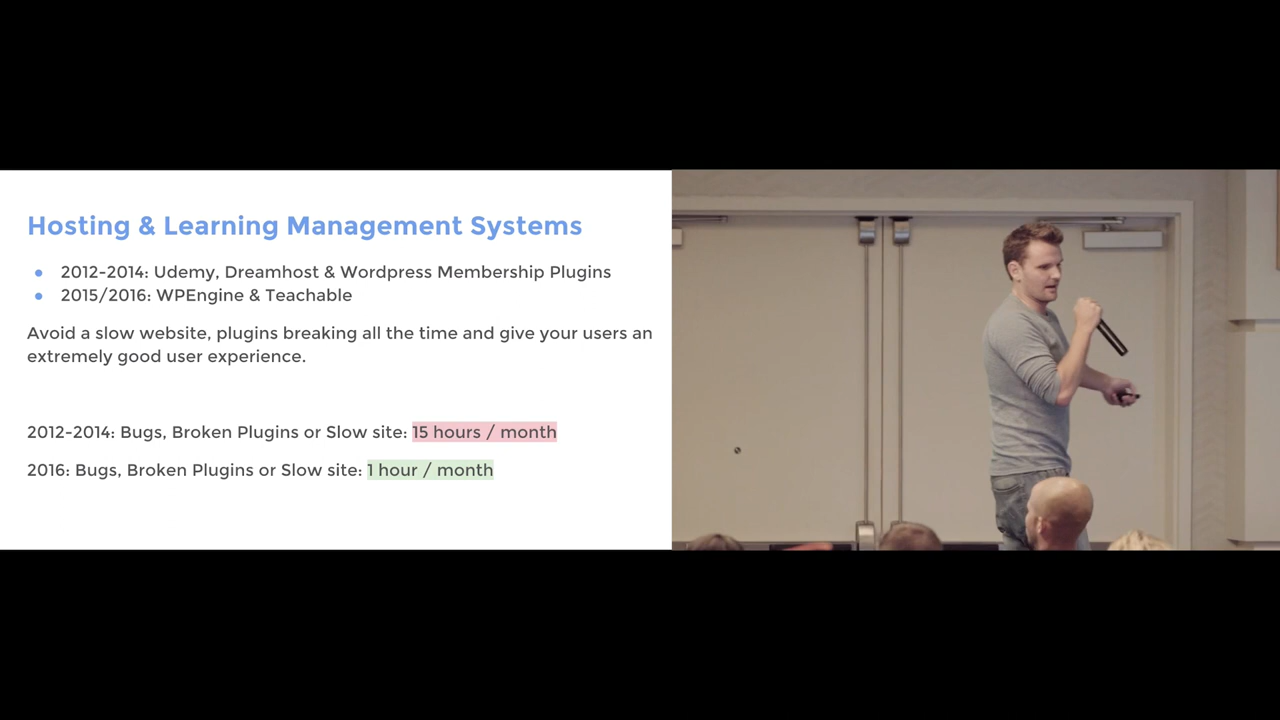 Hosting & Learning Management Systems
● 2012-2014: Udemy, Dreamhost & Wordpress Membership Plugins
● 2015/2016: WPEngine & Teachable
Avoid a slow website, plugins breaking all the time and give your users an
extremely good user experience.
2012-2014: Bugs, Broken Plugins or Slow site: 15 hours / month
2016: Bugs, Broken Plugins or Slow site: 1 hour / month